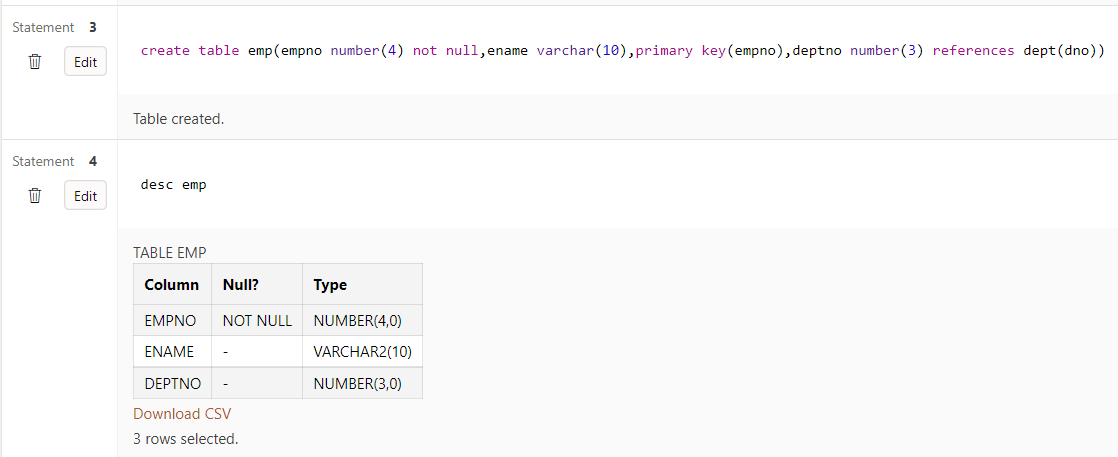 Statement 3
Edit
create table emp(empno number(4) not null,ename varchar(10),primary key(empno),deptno number(3) references dept(dno))
Table created.
Statement 4
Edit
desc emp
TABLE EMP
Column Null? Type
EMPNO NOT NULL NUMBER(4,0)
ENAME - VARCHAR2(10)
DEPTNO - NUMBER(3,0)
Download CSV
3 rows selected.